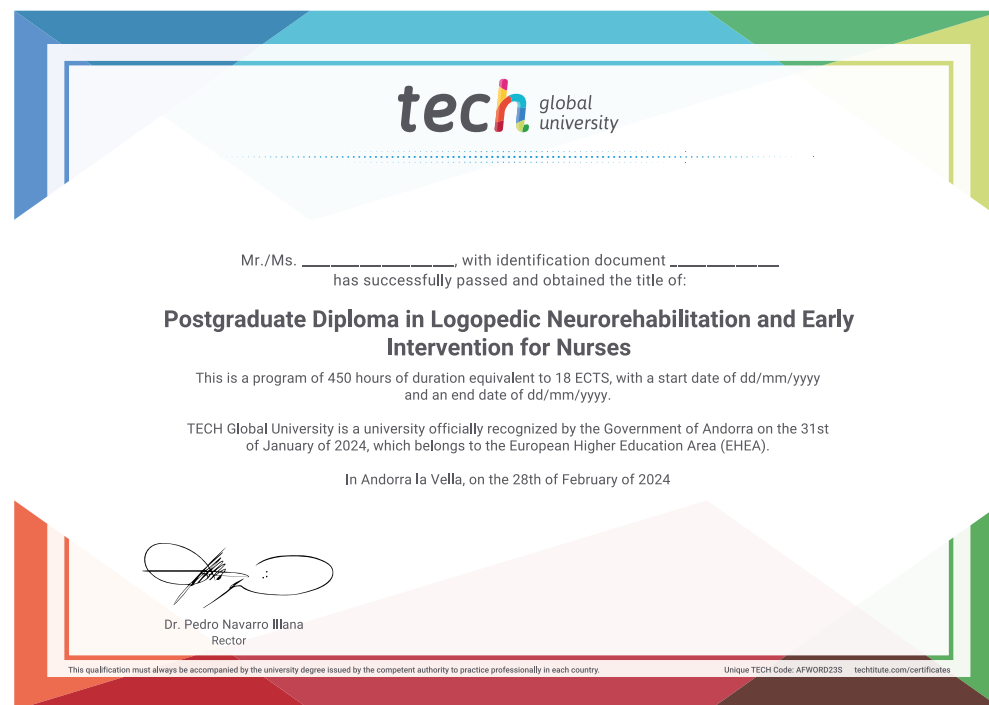 tech global university
Mr./Ms. ____________________, with identification document ______________
has successfully passed and obtained the title of:
Postgraduate Diploma in Logopedic Neurorehabilitation and Early
Intervention for Nurses
This is a program of 450 hours of duration equivalent to 18 ECTS, with a start date of dd/mm/yyyy
and an end date of dd/mm/yyyy.
TECH Global University is a university officially recognized by the Government of Andorra on the 31st
of January of 2024, which belongs to the European Higher Education Area (EHEA).
In Andorra la Vella, on the 28th of February of 2024
Dr. Pedro Navarro Illana
Rector
This qualification must always be accompanied by the university degree issued by the competent authority to practice professionally in each country. Unique TECH Code: AFWORD23S techtitute.com/certificates